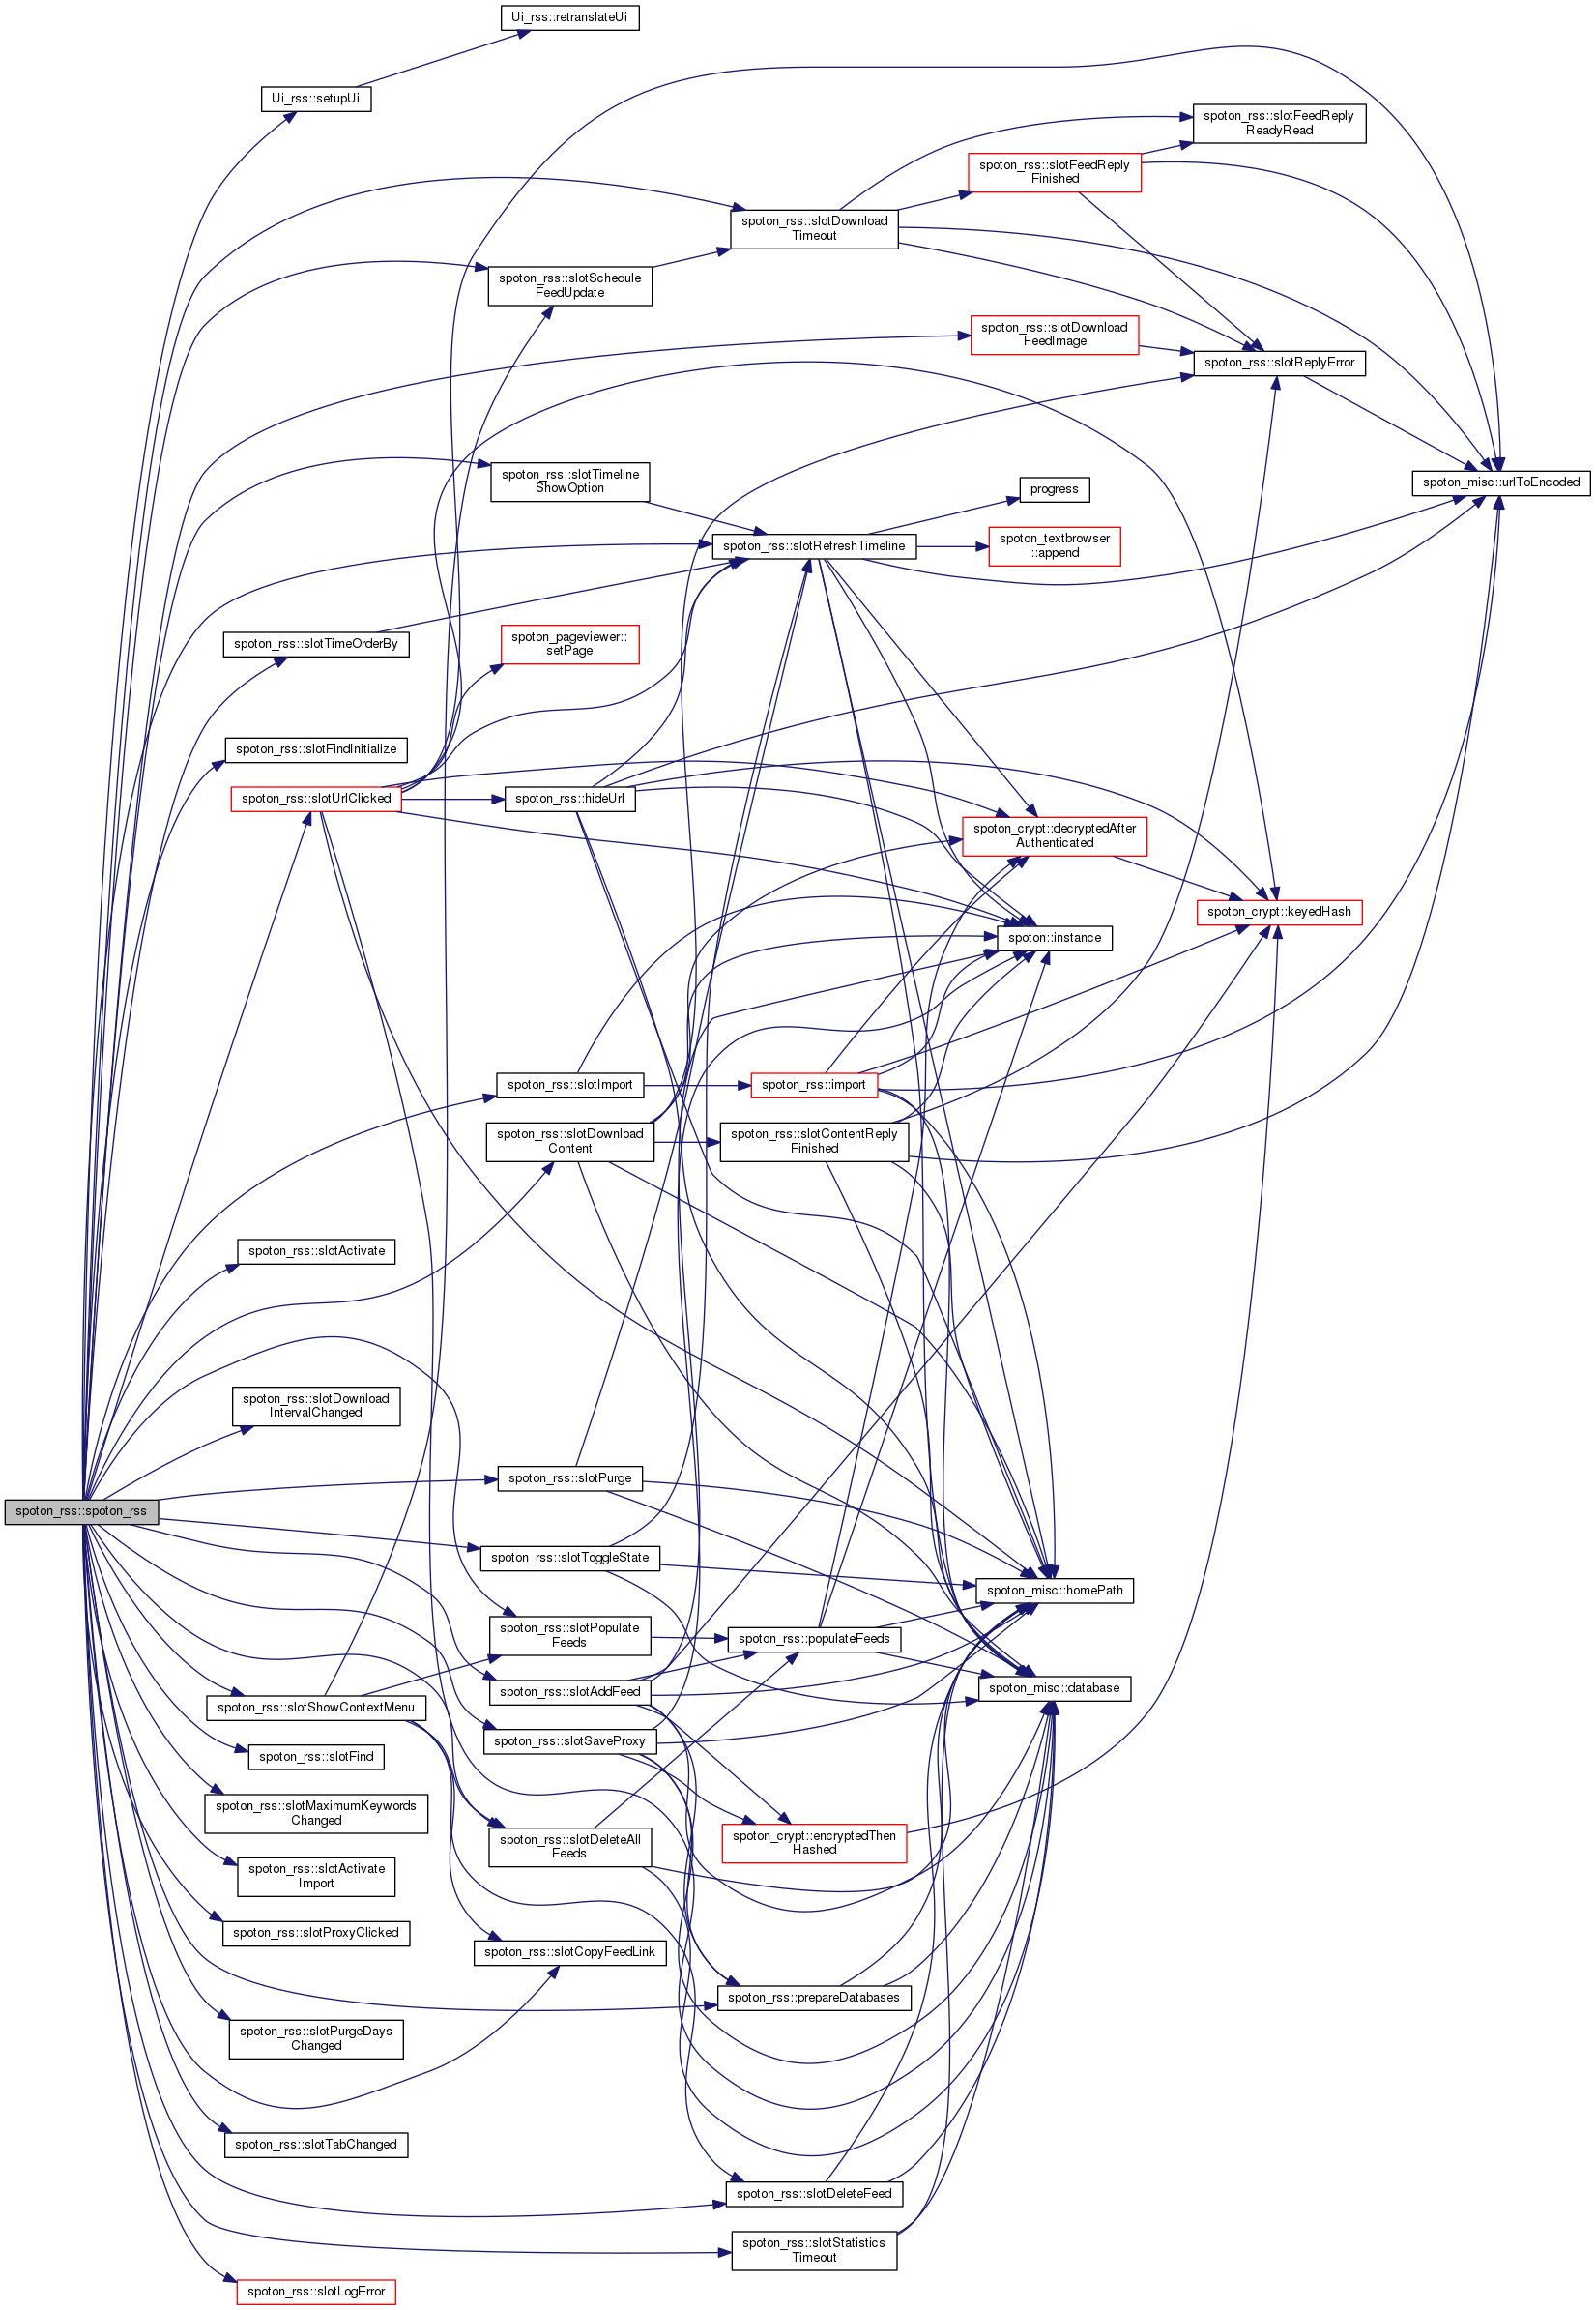 Ui_rss::retranslateUi
Ui_rss::setupUi
spoton_rss::slotFeedReply
ReadyRead
spoton_rss::slotFeedReply
Finished
spoton_rss::slotDownload
Timeout
spoton_rss::slotSchedule
FeedUpdate
spoton_rss::slotDownload
FeedImage
spoton_rss::slotReplyError
spoton_rss::slotTimeline
ShowOption
progress
spoton_misc::urlToEncoded
spoton_rss::slotRefreshTimeline
spoton_textbrowser
::append
spoton_rss::slotTimeOrderBy
spoton_pageviewer::
setPage
spoton_rss::slotFindInitialize
spoton_rss::slotUrlClicked
spoton_rss::hideUrl
spoton_crypt::decryptedAfter
Authenticated
spoton_crypt::keyedHash
spoton::instance
spoton_rss::slotImport
spoton_rss::import
spoton_rss::slotDownload
Content
spoton_rss::slotContentReply
Finished
spoton_rss::slotActivate
spoton_rss::slotDownload
IntervalChanged
spoton_rss::slotPurge
spoton_rss::spoton_rss
spoton_rss::slotToggleState
spoton_misc::homePath
spoton_rss::slotPopulate
Feeds
spoton_rss::populateFeeds
spoton_rss::slotAddFeed
spoton_misc::database
spoton_rss::slotShowContextMenu
spoton_rss::slotSaveProxy
spoton_rss::slotFind
spoton_rss::slotMaximumKeywords
Changed
spoton_rss::slotDeleteAll
Feeds
spoton_crypt::encryptedThen
Hashed
spoton_rss::slotActivate
Import
spoton_rss::slotProxyClicked
spoton_rss::slotCopyFeedLink
spoton_rss::prepareDatabases
spoton_rss::slotPurgeDays
Changed
spoton_rss::slotTabChanged
spoton_rss::slotDeleteFeed
spoton_rss::slotStatistics
Timeout
spoton_rss::slotLogError